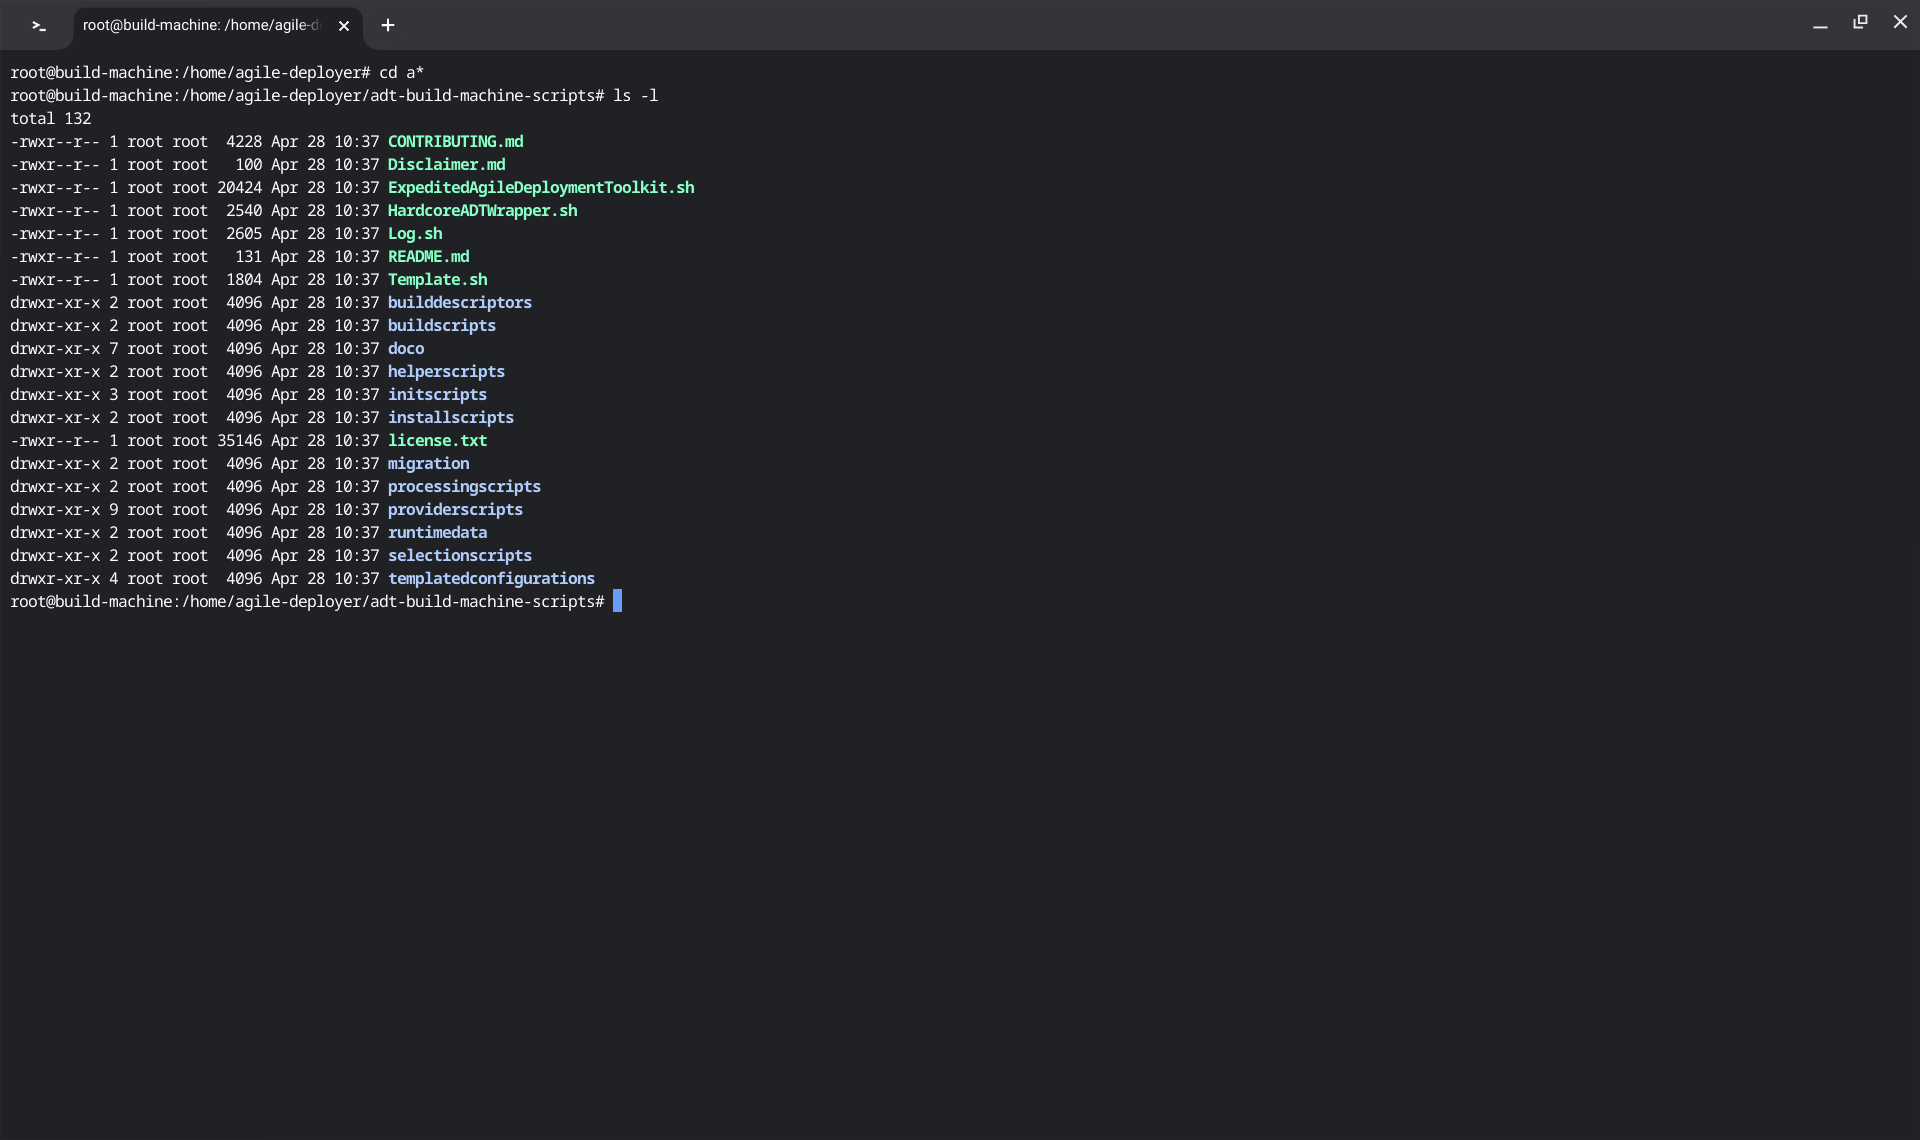 root@build-machine: /home/agile-d
root@build-machine:/home/agile-deployer# cd a*
root@build-machine:/home/agile-deployer/adt-build-machine-scripts# ls -l
total 132
-rwxr--r-- 1 root root  4228 Apr 28 10:37 CONTRIBUTING.md
-rwxr--r-- 1 root root   100 Apr 28 10:37 Disclaimer.md
-rwxr--r-- 1 root root 20424 Apr 28 10:37 ExpeditedAgileDeploymentToolkit.sh
-rwxr--r-- 1 root root  2540 Apr 28 10:37 HardcoreADTWrapper.sh
-rwxr--r-- 1 root root  2605 Apr 28 10:37 Log.sh
-rwxr--r-- 1 root root   131 Apr 28 10:37 README.md
-rwxr--r-- 1 root root  1804 Apr 28 10:37 Template.sh
drwxr-xr-x 2 root root  4096 Apr 28 10:37 builddescriptors
drwxr-xr-x 2 root root  4096 Apr 28 10:37 buildscripts
drwxr-xr-x 7 root root  4096 Apr 28 10:37 doco
drwxr-xr-x 2 root root  4096 Apr 28 10:37 helperscripts
drwxr-xr-x 3 root root  4096 Apr 28 10:37 initscripts
drwxr-xr-x 2 root root  4096 Apr 28 10:37 installscripts
-rwxr--r-- 1 root root 35146 Apr 28 10:37 license.txt
drwxr-xr-x 2 root root  4096 Apr 28 10:37 migration
drwxr-xr-x 2 root root  4096 Apr 28 10:37 processingscripts
drwxr-xr-x 9 root root  4096 Apr 28 10:37 providerscripts
drwxr-xr-x 2 root root  4096 Apr 28 10:37 runtimedata
drwxr-xr-x 2 root root  4096 Apr 28 10:37 selectionscripts
drwxr-xr-x 4 root root  4096 Apr 28 10:37 templatedconfigurations
root@build-machine:/home/agile-deployer/adt-build-machine-scripts#